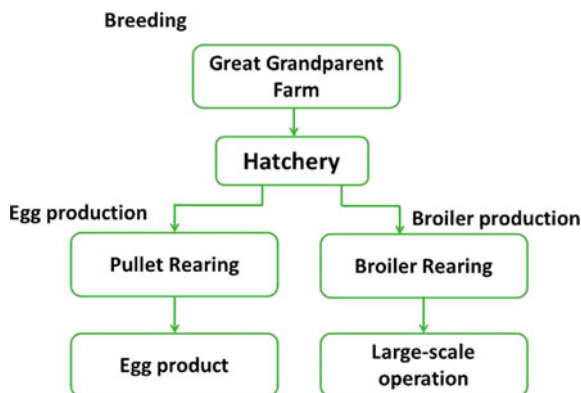 Breeding
Great Grandparent
Farm
Hatchery
Egg production
Broiler production
Pullet Rearing
Broiler Rearing
Egg product
Large-scale
operation